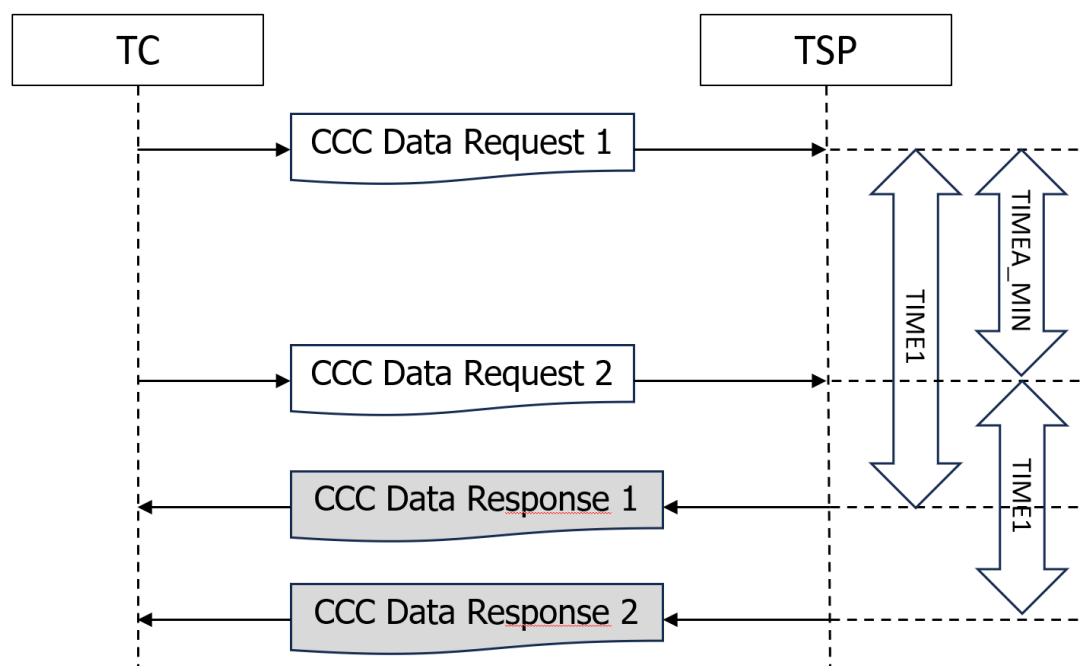 TC
TSP
CCC Data Request 1
TIME1
TIMEA_MIN
CCC Data Request 2
CCC Data Response 1
TIME1
CCC Data Response 2